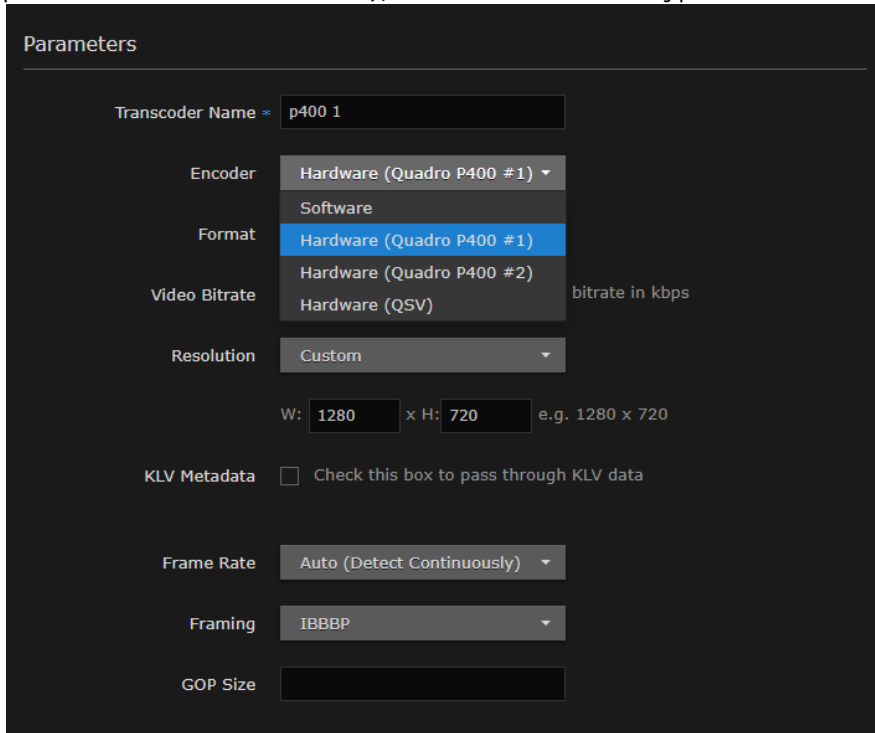 Parameters
Transcoder Name * p400 1
Encoder Hardware (Quadro P400 #1)
Software
Format Hardware (Quadro P400 #1)
Hardware (Quadro P400 #2)
Video Bitrate bitrate in kbps
Hardware (QSV)
Resolution Custom
W: 1280 x H: 720 e.g. 1280 x 720
KLV Metadata Check this box to pass through KLV data
Frame Rate Auto (Detect Continuously)
Framing IBBBP
GOP Size